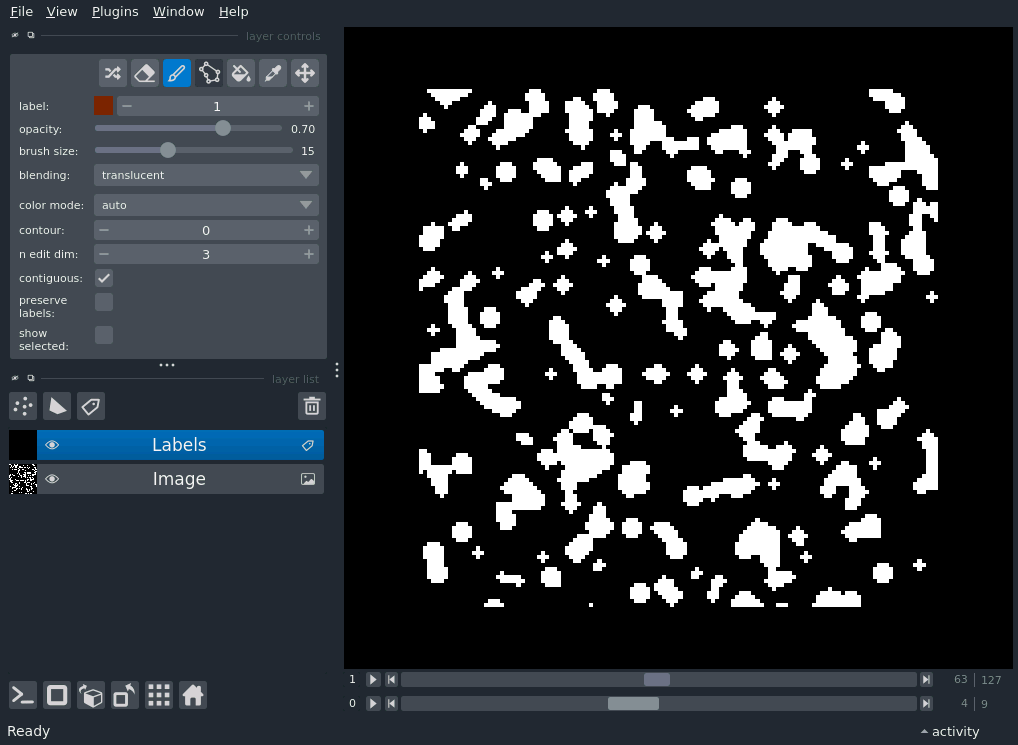 File View Plugins Window Help
layer controls
label: 1
opacity: 0.70
brush size: 15
blending: translucent
color mode: auto
contour: 0
n edit dim: 3
contiguous:
preserve
labels:
show
selected:
layer list
Labels
Image
1 63 127
0 4 9
Ready activity